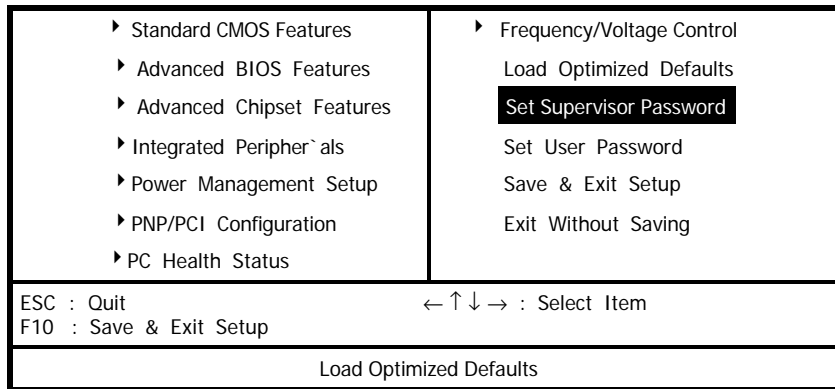 ‣ Standard CMOS Features
‣ Advanced BIOS Features
‣ Advanced Chipset Features
‣ Integrated Peripher`als
‣ Power Management Setup
‣ PNP/PCI Configuration
‣ PC Health Status
‣ Frequency/Voltage Control
Load Optimized Defaults
Set Supervisor Password
Set User Password
Save & Exit Setup
Exit Without Saving
ESC : Quit ← ↑ ↓ → : Select Item
F10 : Save & Exit Setup
Load Optimized Defaults